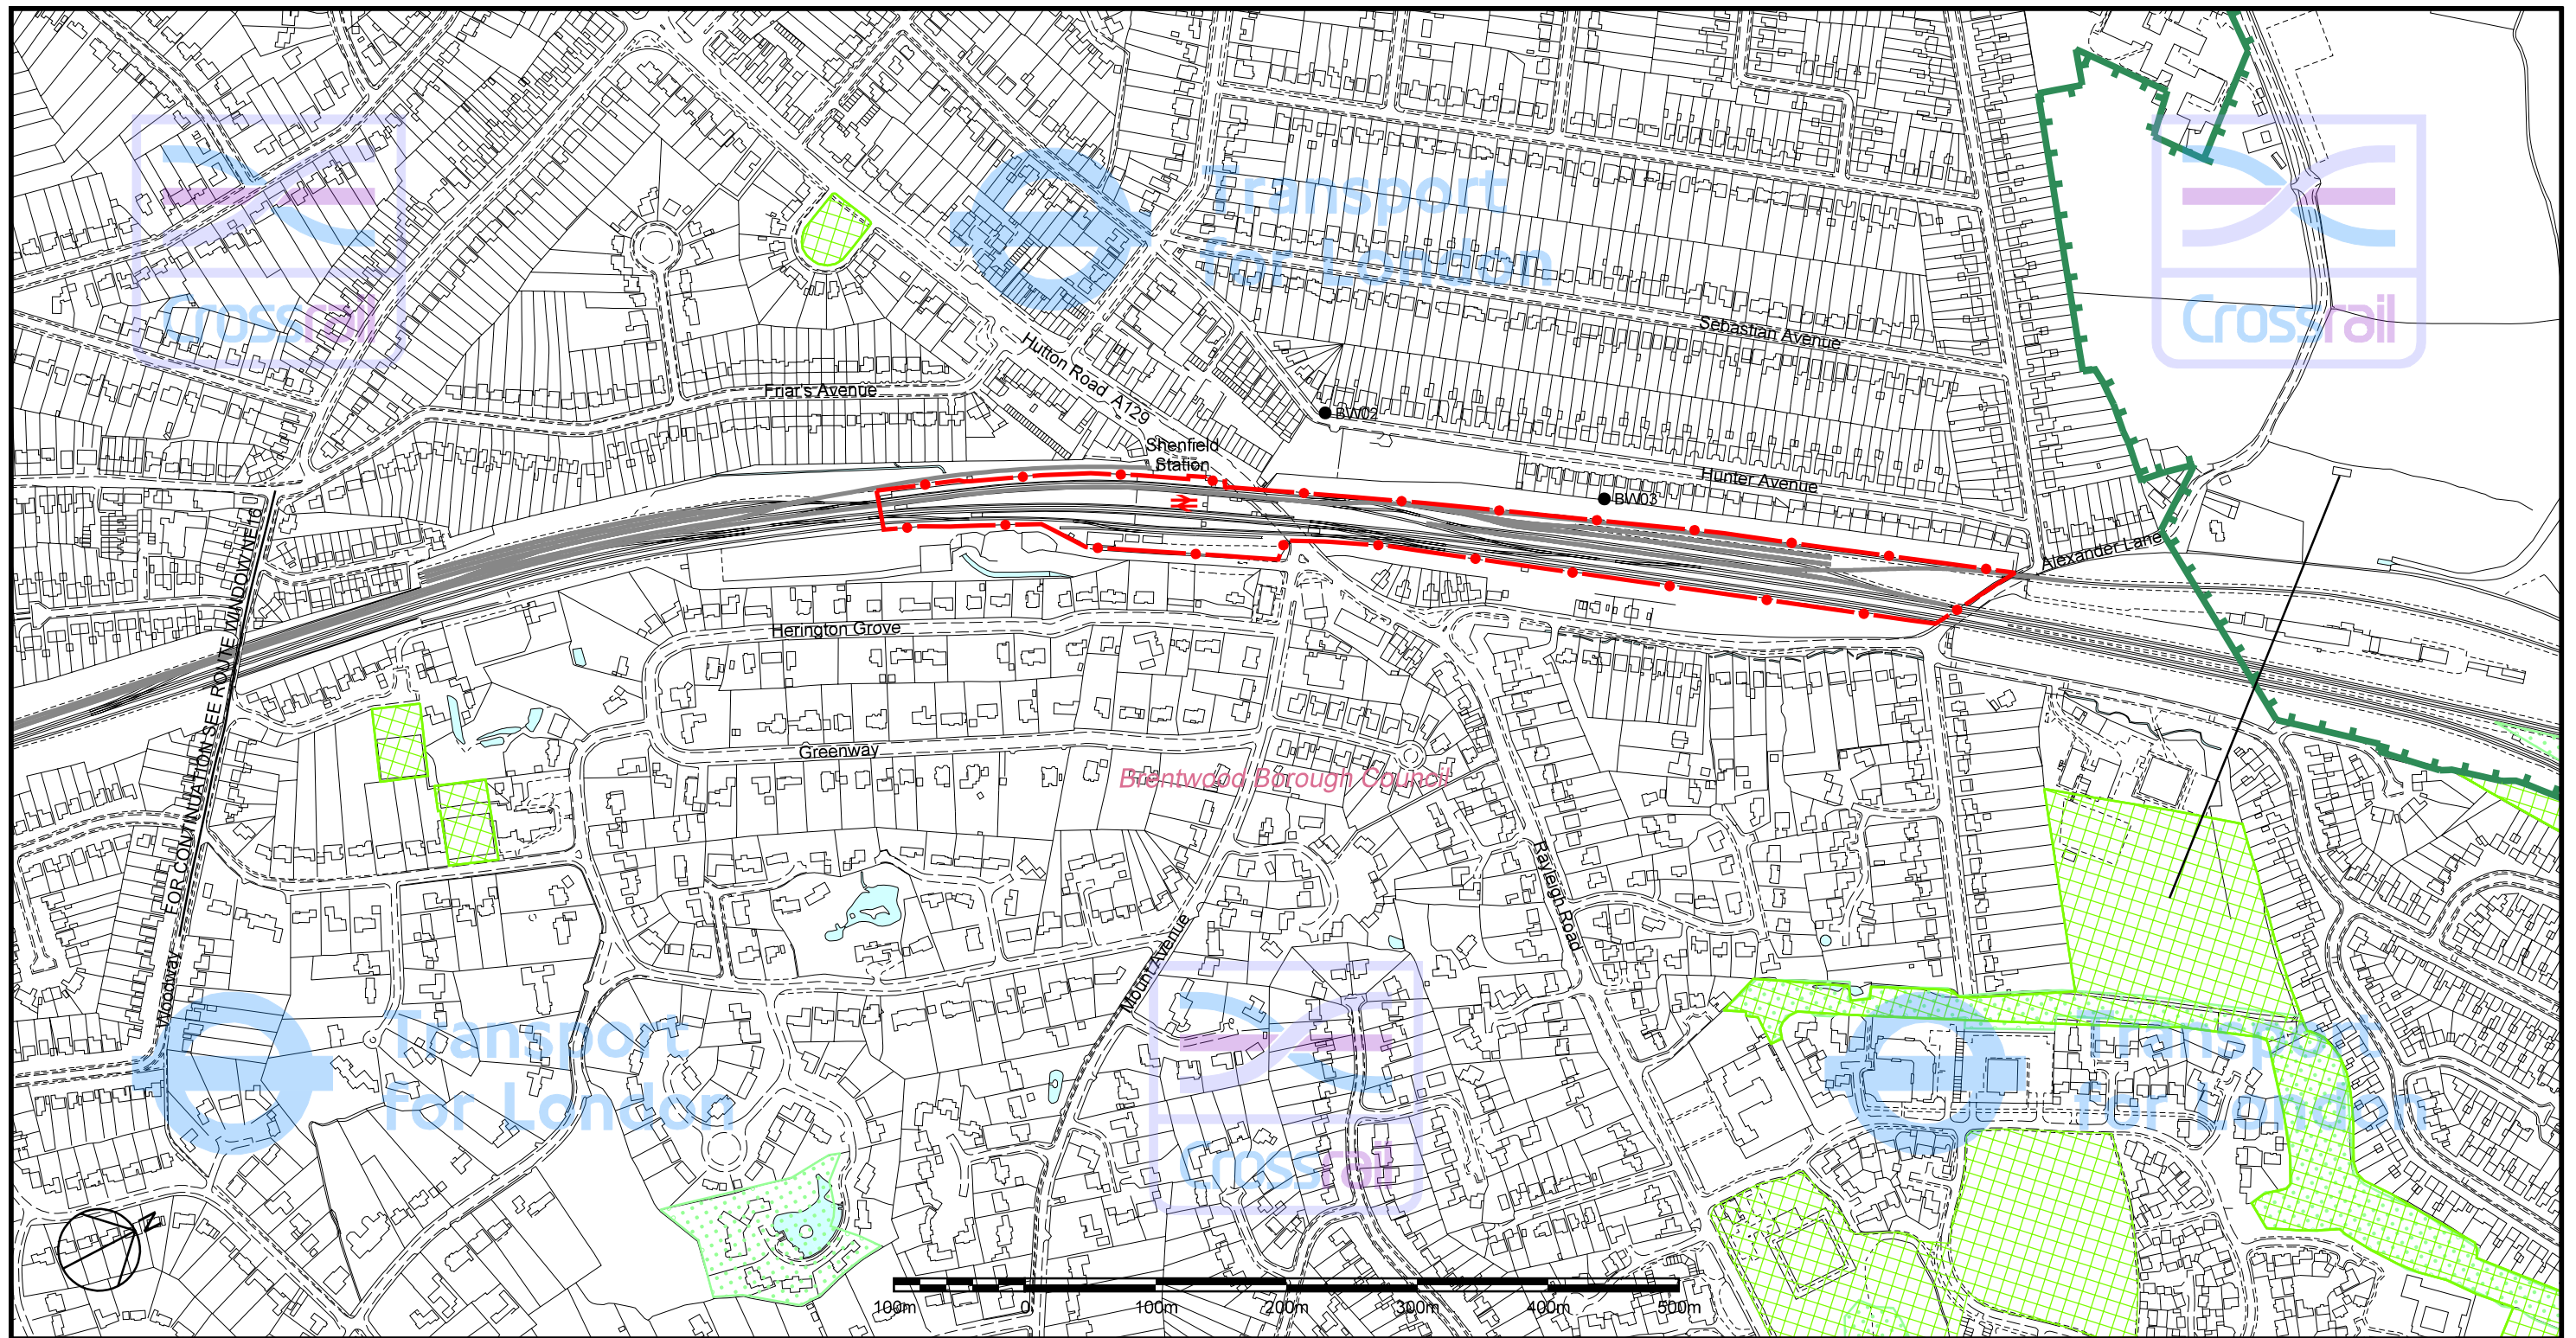 Transport
for London
Crossrail
Crossrail
Sebastian Avenue
Hutton Road A129
Friar's Avenue
BW02
Shenfield
Station
Hunter Avenue
BW03
Alexander Lane
FOR CONTINUATION SEE ROUTE WINDOW NE16
Herington Grove
Greenway
Brentwood Borough Council
Rayleigh Road
Mount Avenue
Woodway
Transport
for London
Crossrail
Transport
for London
N
100m
0
100m
200m
300m
400m
500m